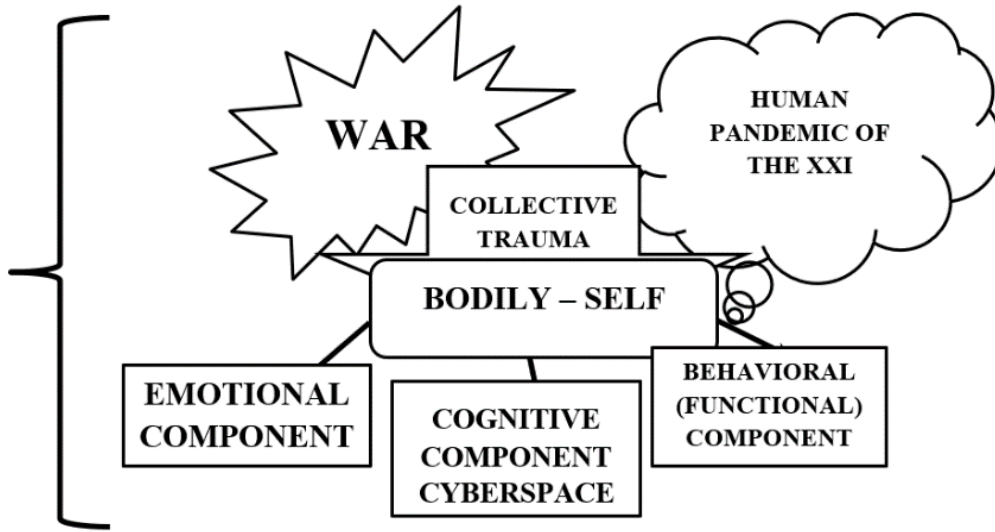 WAR
HUMAN
PANDEMIC OF
THE XXI
COLLECTIVE
TRAUMA
BODILY – SELF
EMOTIONAL
COMPONENT
COGNITIVE
COMPONENT
CYBERSPACE
BEHAVIORAL
(FUNCTIONAL)
COMPONENT